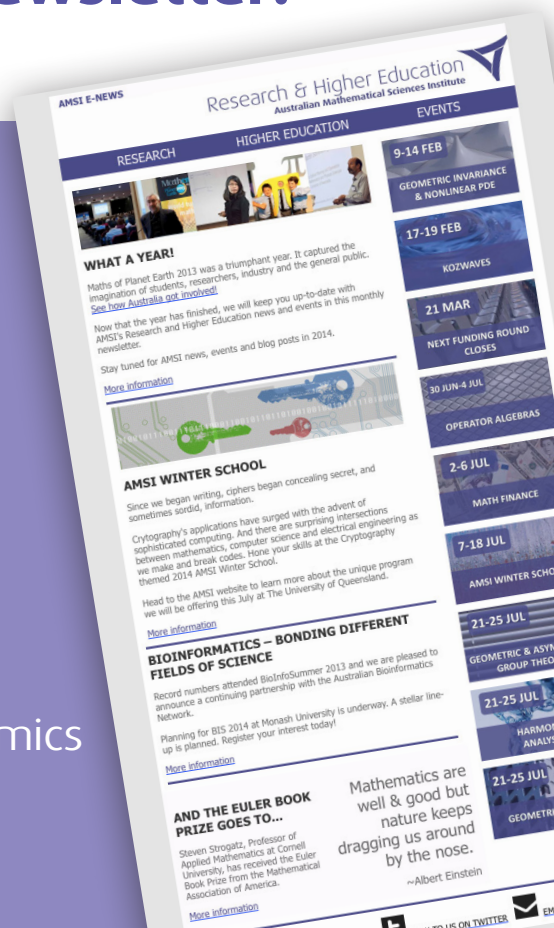 newsletter!
AMSI E-NEWS
Research & Higher Education
Australian Mathematical Sciences Institute
RESEARCH
HIGHER EDUCATION
EVENTS
WHAT A YEAR!
Maths of Planet Earth 2013 was a triumphant year. It captured the
imagination of students, researchers, industry and the general public.
See how Australia got involved!
Now that the year has finished, we will keep you up-to-date with
AMSI's Research and Higher Education news and events in this monthly
newsletter.
Stay tuned for AMSI news, events and blog posts in 2014.
More information
AMSI WINTER SCHOOL
Since we began writing, ciphers began concealing secret, and
sometimes sordid, information.
Crytography's applications have surged with the advent of
sophisticated computing. And there are surprising intersections
between mathematics, computer science and electrical engineering as
we make and break codes. Hone your skills at the Cryptography
themed 2014 AMSI Winter School.
Head to the AMSI website to learn more about the unique program
we will be offering this July at The University of Queensland.
More information
BIOINFORMATICS – BONDING DIFFERENT
FIELDS OF SCIENCE
Record numbers attended BioInfoSummer 2013 and we are pleased to
announce a continuing partnership with the Australian Bioinformatics
Network.
Planning for BIS 2014 at Monash University is underway. A stellar line-
up is planned. Register your interest today!
More information
AND THE EULER BOOK
PRIZE GOES TO...
Steven Strogatz, Professor of
Applied Mathematics at Cornell
University, has received the Euler
Book Prize from the Mathematical
Association of America.
More information
Mathematics are
well & good but
nature keeps
dragging us around
by the nose.
~Albert Einstein
9-14 FEB
GEOMETRIC INVARIANCE
& NONLINEAR PDE
17-19 FEB
KOZWAVES
21 MAR
NEXT FUNDING ROUND
CLOSES
30 JUN-4 JUL
OPERATOR ALGEBRAS
2-6 JUL
MATH FINANCE
7-18 JUL
AMSI WINTER SCHO
21-25 JUL
GEOMETRIC & ASYM
GROUP THEO
21-25 JUL
HARMO
ANALYS
21-25 JUL
GEOMETRI
TO US ON TWITTER
EM
mics